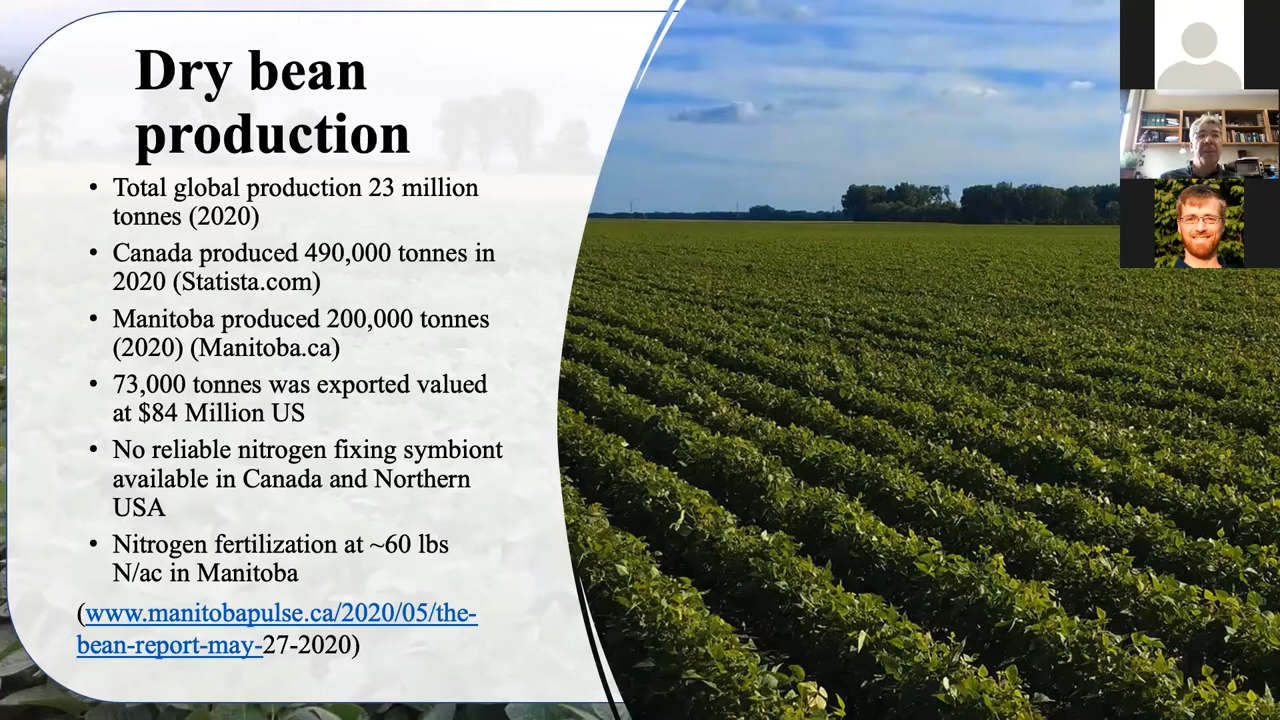 Dry bean
production
• Total global production 23 million
tonnes (2020)
• Canada produced 490,000 tonnes in
2020 (Statista.com)
• Manitoba produced 200,000 tonnes
(2020) (Manitoba.ca)
• 73,000 tonnes was exported valued
at $84 Million US
• No reliable nitrogen fixing symbiont
available in Canada and Northern
USA
• Nitrogen fertilization at ~60 lbs
N/ac in Manitoba
(www.manitobapulse.ca/2020/05/the-
bean-report-may-27-2020)